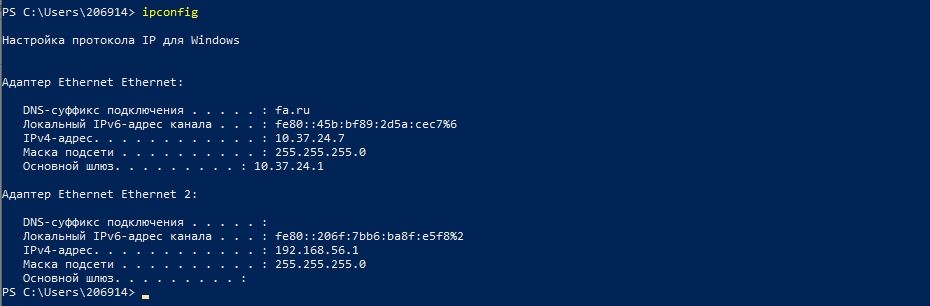 PS C:\Users\206914> ipconfig
Настройка протокола IP для Windows
Адаптер Ethernet Ethernet:
DNS-суффикс подключения . . . . . : fa.ru
Локальный IPv6-адрес канала . . . : fe80::45b:bf89:2d5a:cec7%6
IPv4-адрес. . . . . . . . . . . . : 10.37.24.7
Маска подсети . . . . . . . . . . : 255.255.255.0
Основной шлюз. . . . . . . . . : 10.37.24.1
Адаптер Ethernet Ethernet 2:
DNS-суффикс подключения . . . . . :
Локальный IPv6-адрес канала . . . : fe80::206f:7bb6:ba8f:e5f8%2
IPv4-адрес. . . . . . . . . . . . : 192.168.56.1
Маска подсети . . . . . . . . . . : 255.255.255.0
Основной шлюз. . . . . . . . . :
PS C:\Users\206914>